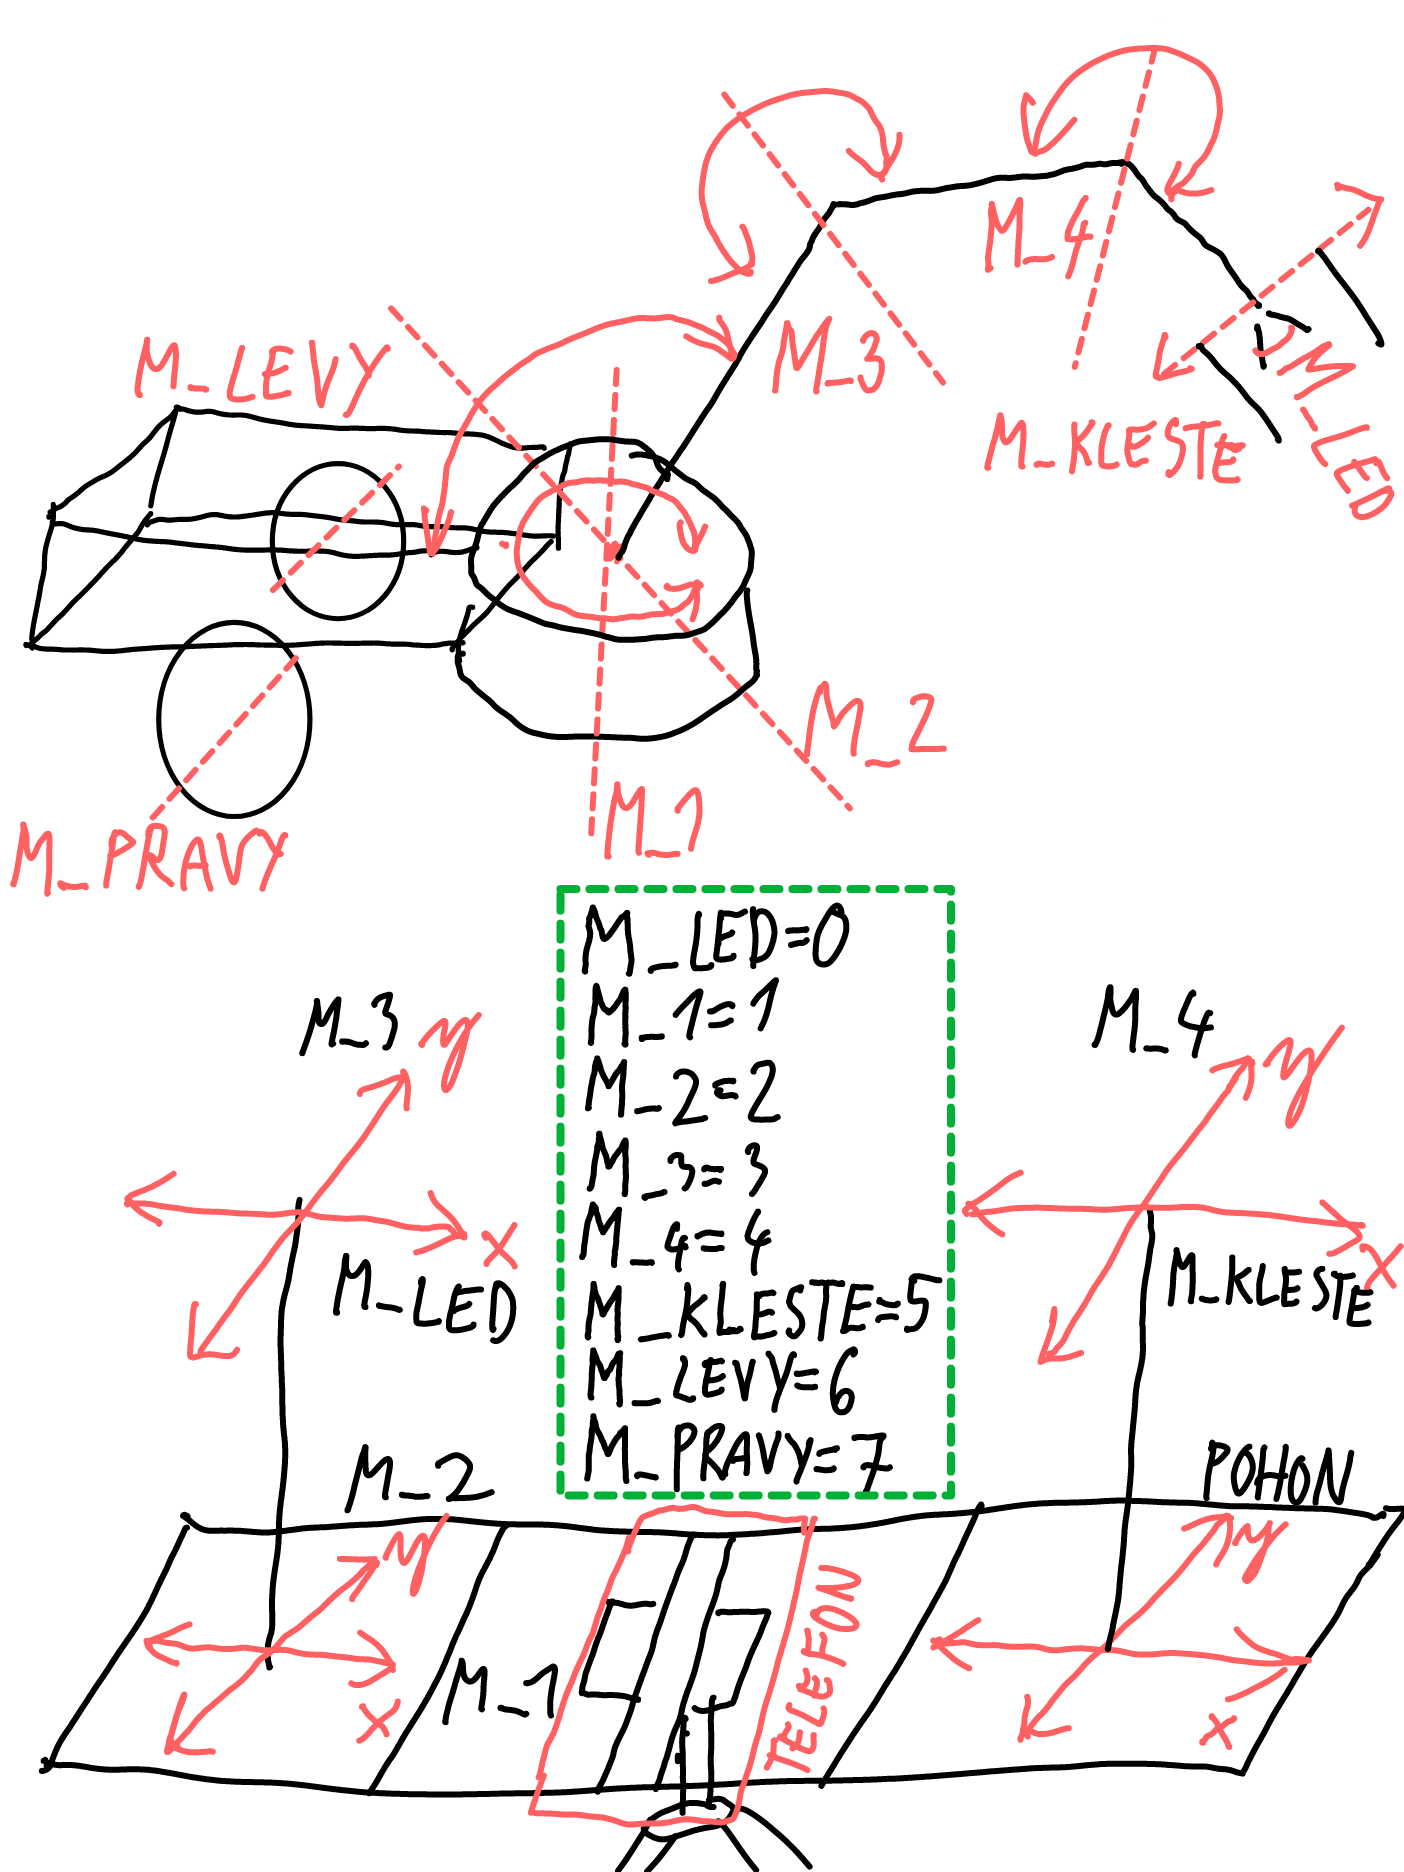 M_4
M_3
M_LEVY
M_LED
M_KLESTE
M_2
M_1
M_PRAVY
M_LED=0
M_1=1
M_2=2
M_3=3
M_4=4
M_KLESTE=5
M_LEVY=6
M_PRAVY=7
M_3
y
x
M_LED
M_4
y
x
M_KLESTE
M_2
y
x
M_1
TELEFON
POHON
y
x